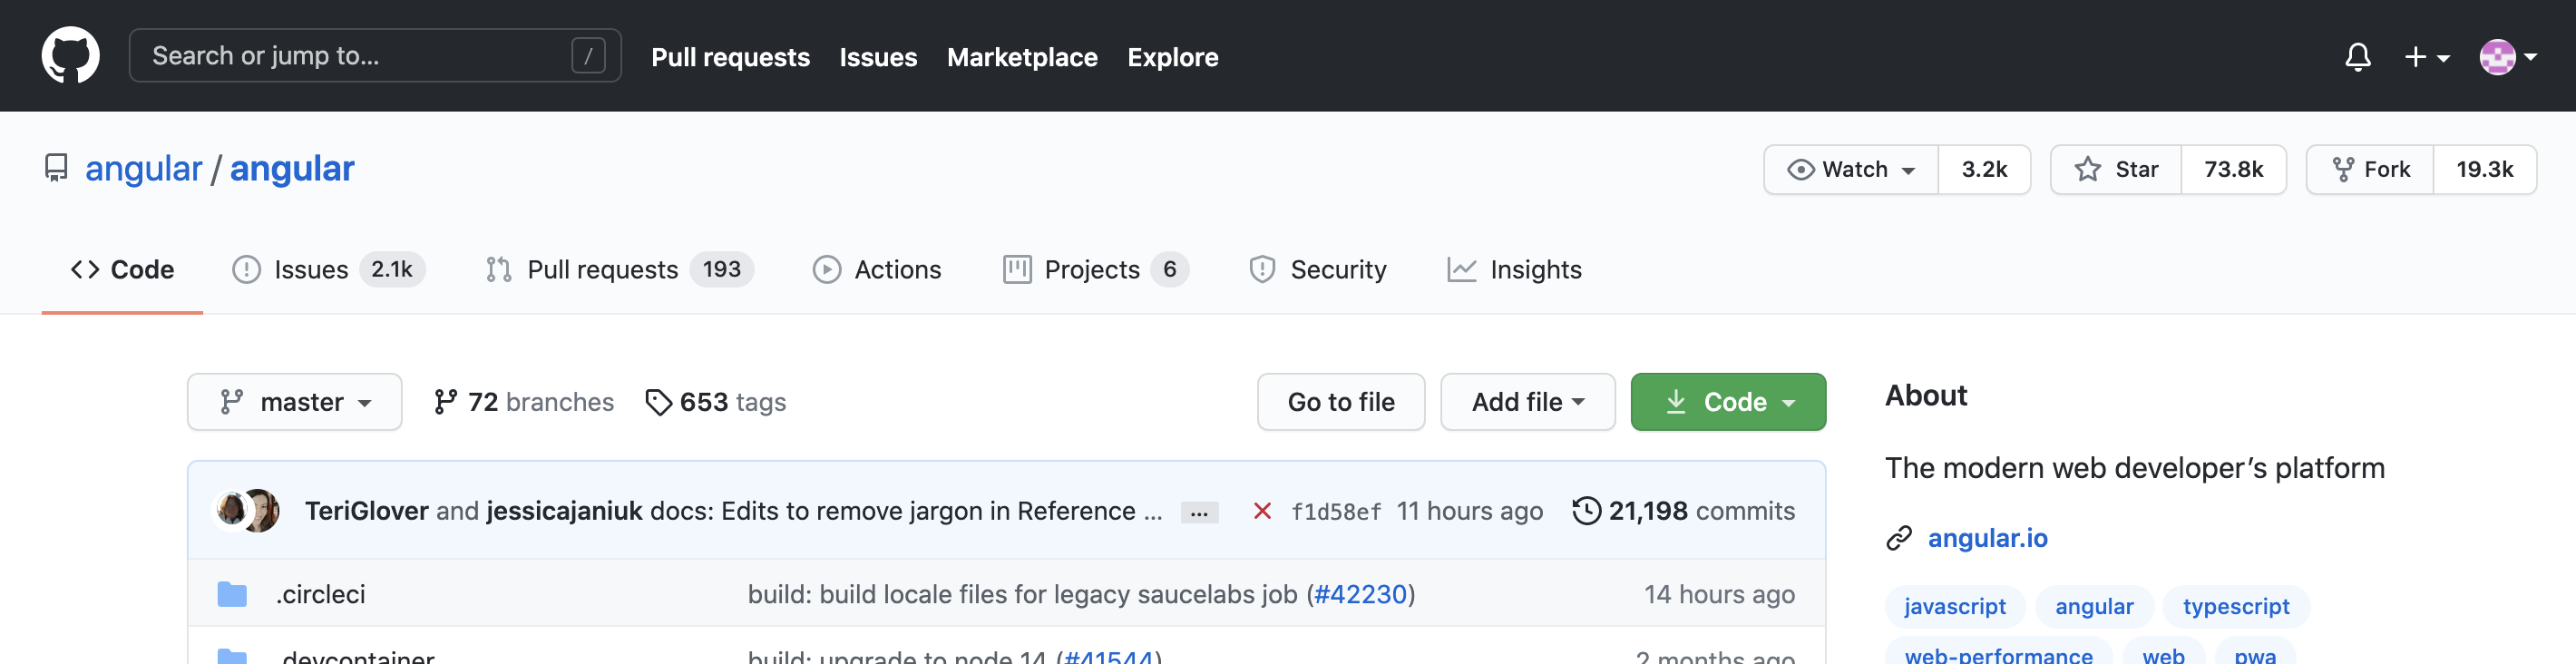 Search or jump to... / Pull requests Issues Marketplace Explore
angular / angular Watch 3.2k Star 73.8k Fork 19.3k
Code Issues 2.1k Pull requests 193 Actions Projects 6 Security Insights
master 72 branches 653 tags Go to file Add file Code
TeriGlover and jessicajaniuk docs: Edits to remove jargon in Reference ... ... f1d58ef 11 hours ago 21,198 commits
.circleci build: build locale files for legacy saucelabs job (#42230) 14 hours ago
.devcontainer build: upgrade to node 14 (#41544) 2 months ago
About
The modern web developer’s platform
angular.io
javascript angular typescript
web-performance web pwa